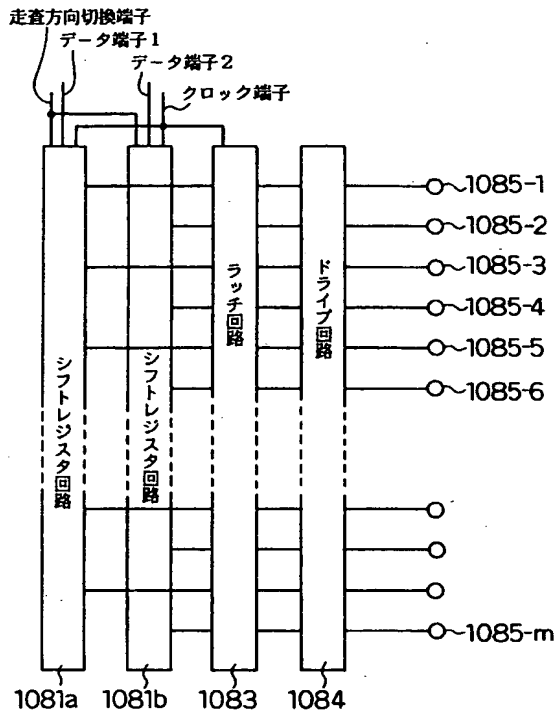 走査方向切換端子
データ端子1
データ端子2
クロック端子
1085-1
1085-2
1085-3
1085-4
1085-5
1085-6
シフトレジスタ回路
シフトレジスタ回路
ラッチ回路
ドライブ回路
1085-m
1081a
1081b
1083
1084